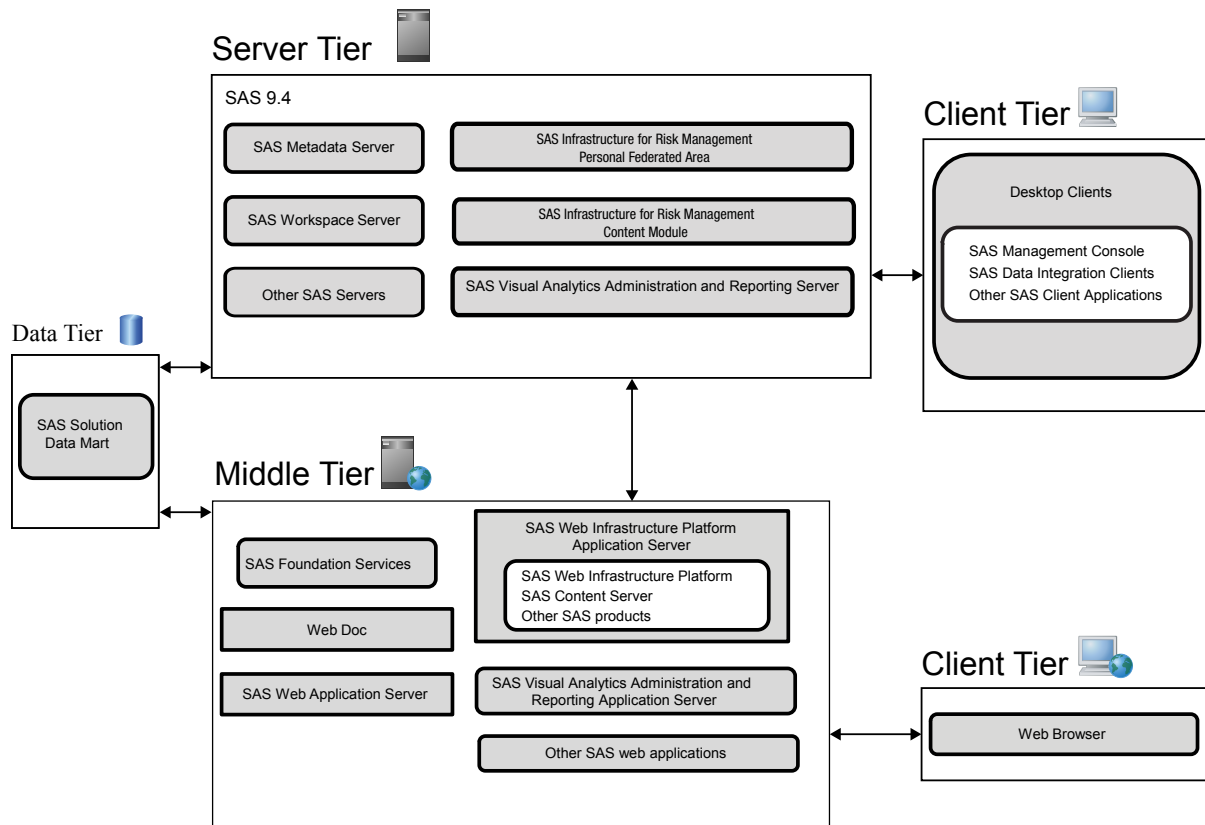 Server Tier
SAS 9.4
SAS Metadata Server
SAS Infrastructure for Risk Management
Personal Federated Area
SAS Workspace Server
SAS Infrastructure for Risk Management
Content Module
Other SAS Servers
SAS Visual Analytics Administration and Reporting Server
Client Tier
Desktop Clients
SAS Management Console
SAS Data Integration Clients
Other SAS Client Applications
Data Tier
SAS Solution
Data Mart
Middle Tier
SAS Foundation Services
Web Doc
SAS Web Application Server
SAS Web Infrastructure Platform
Application Server
SAS Web Infrastructure Platform
SAS Content Server
Other SAS products
SAS Visual Analytics Administration and
Reporting Application Server
Other SAS web applications
Client Tier
Web Browser